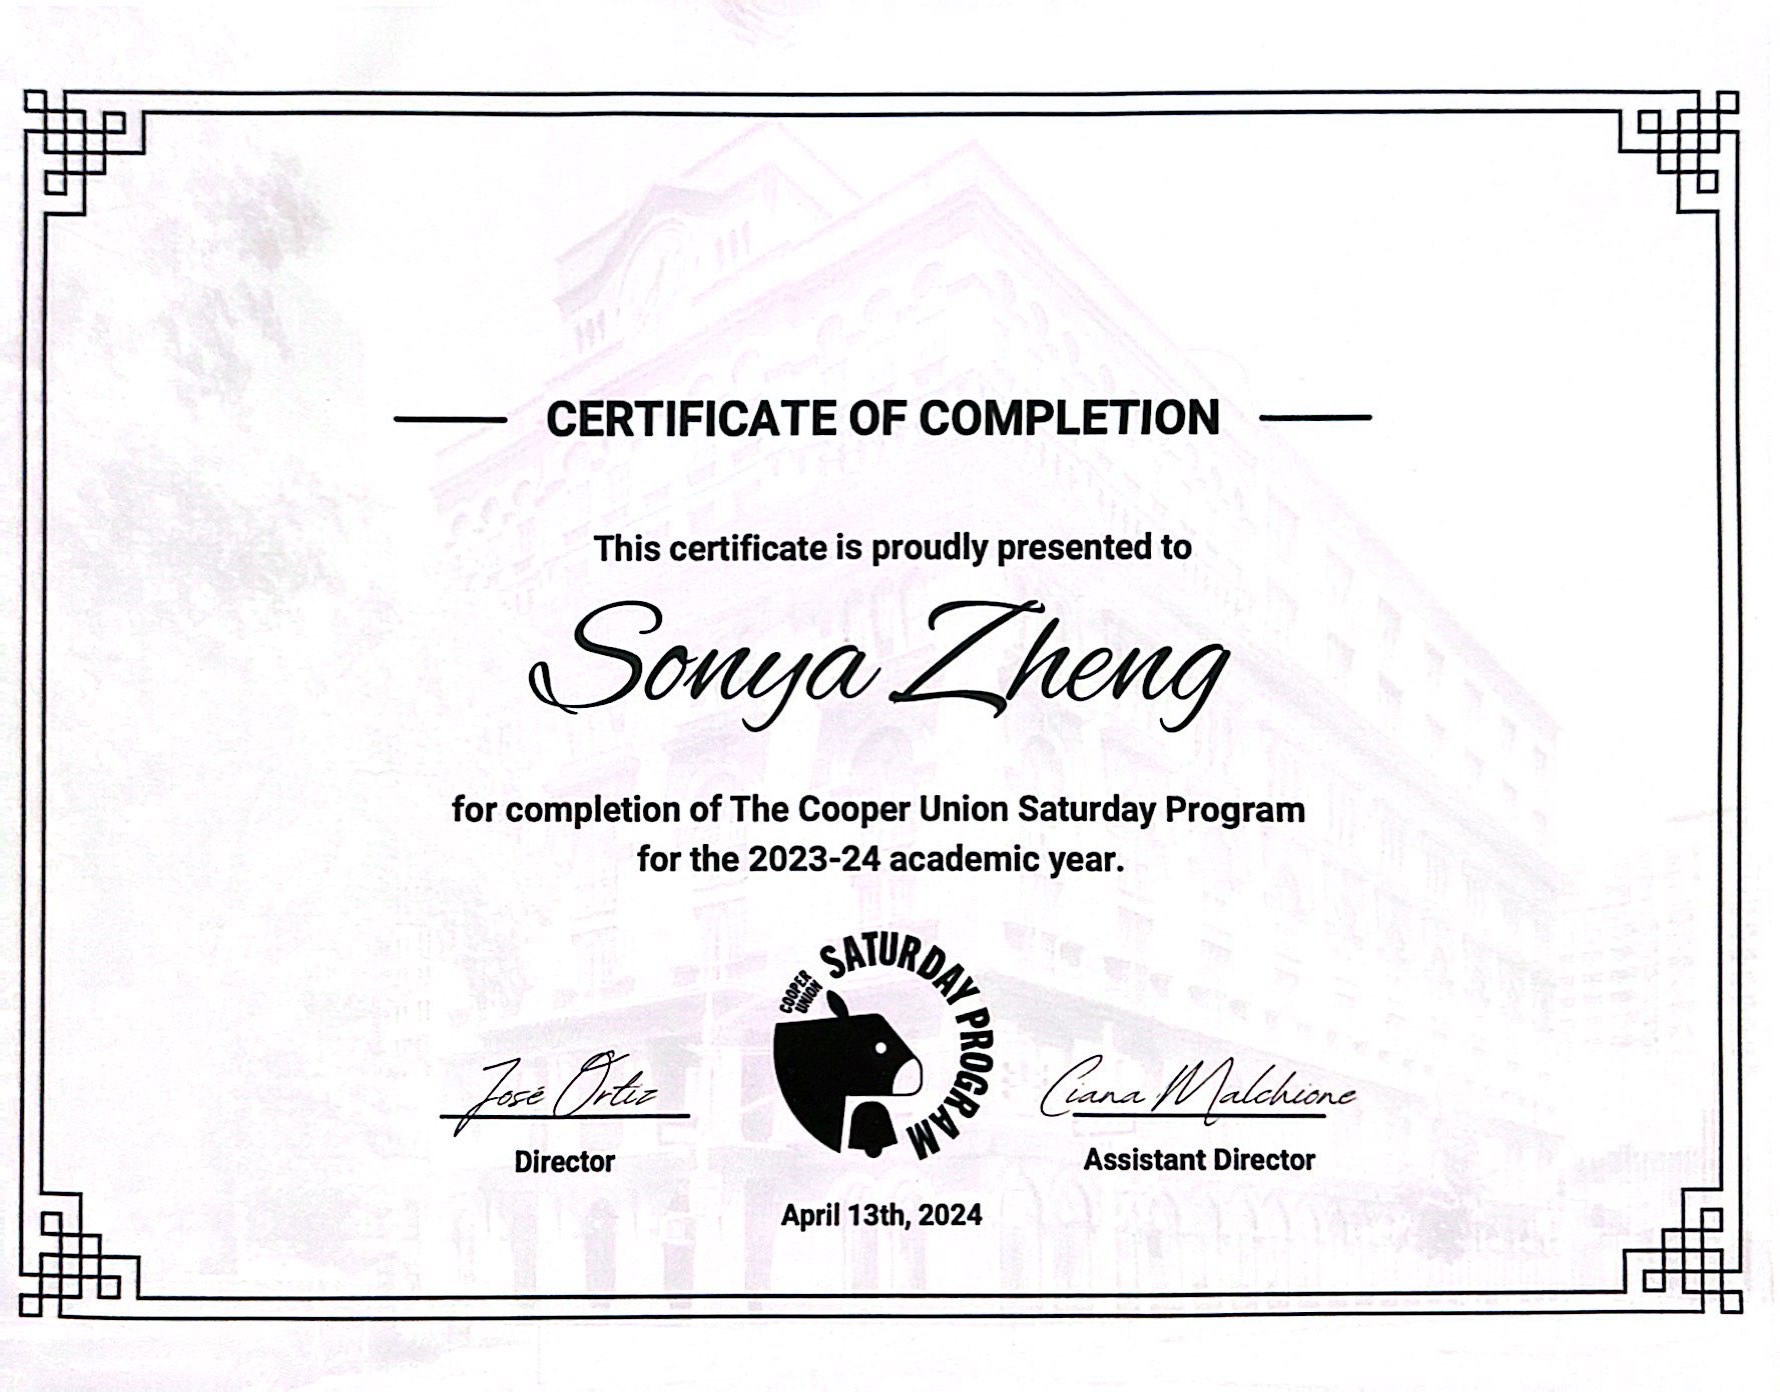 CERTIFICATE OF COMPLETION
This certificate is proudly presented to
Sonya Zheng
for completion of The Cooper Union Saturday Program
for the 2023-24 academic year.
COOPER
UNION
SATURDAY PROGRAM
José Ortiz
Director
Ciana Malchione
Assistant Director
April 13th, 2024